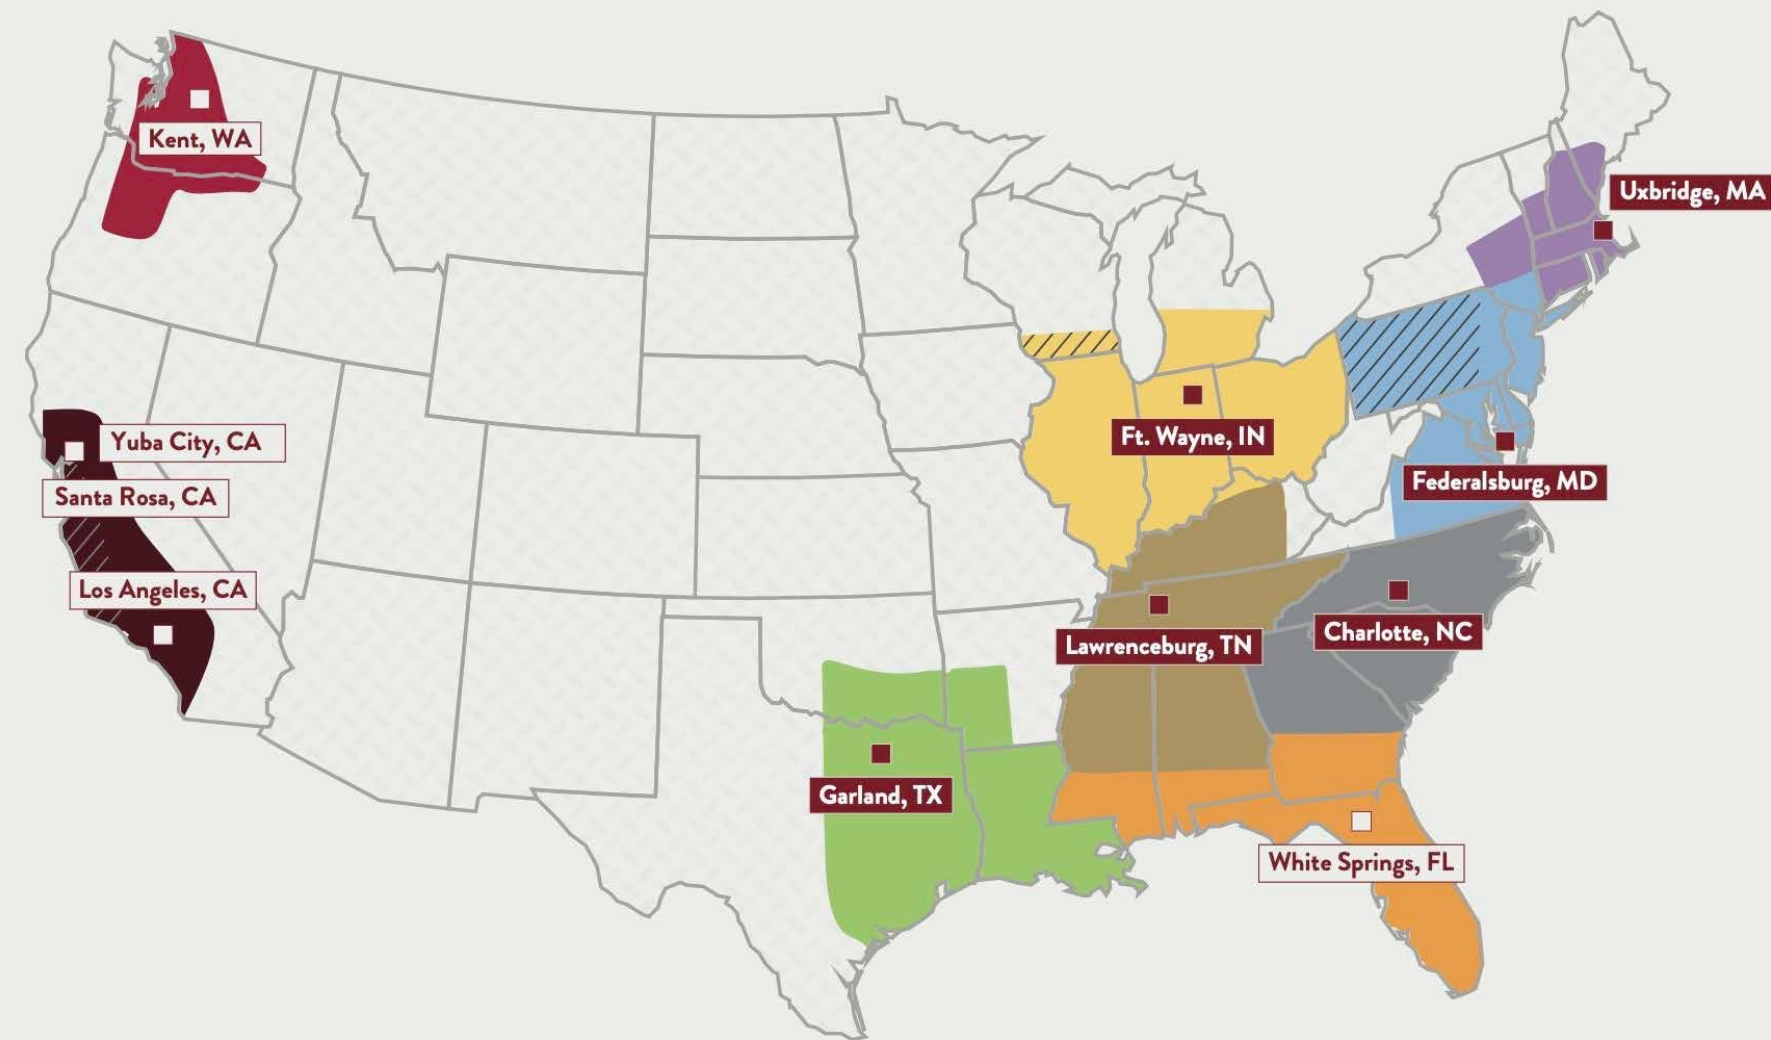 Kent, WA
Uxbridge, MA
Yuba City, CA
Ft. Wayne, IN
Santa Rosa, CA
Federalsburg, MD
Los Angeles, CA
Lawrenceburg, TN
Charlotte, NC
Garland, TX
White Springs, FL